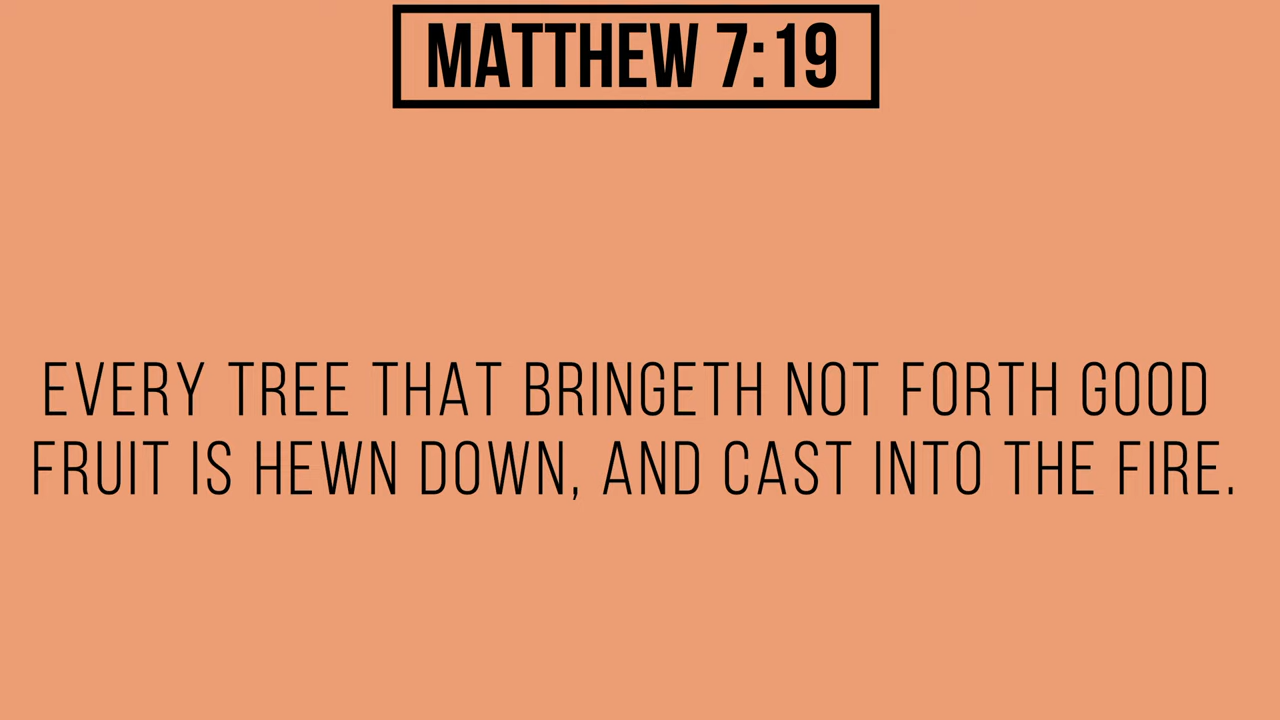 MATTHEW 7:19
EVERY TREE THAT BRINGETH NOT FORTH GOOD
FRUIT IS HEWN DOWN, AND CAST INTO THE FIRE.